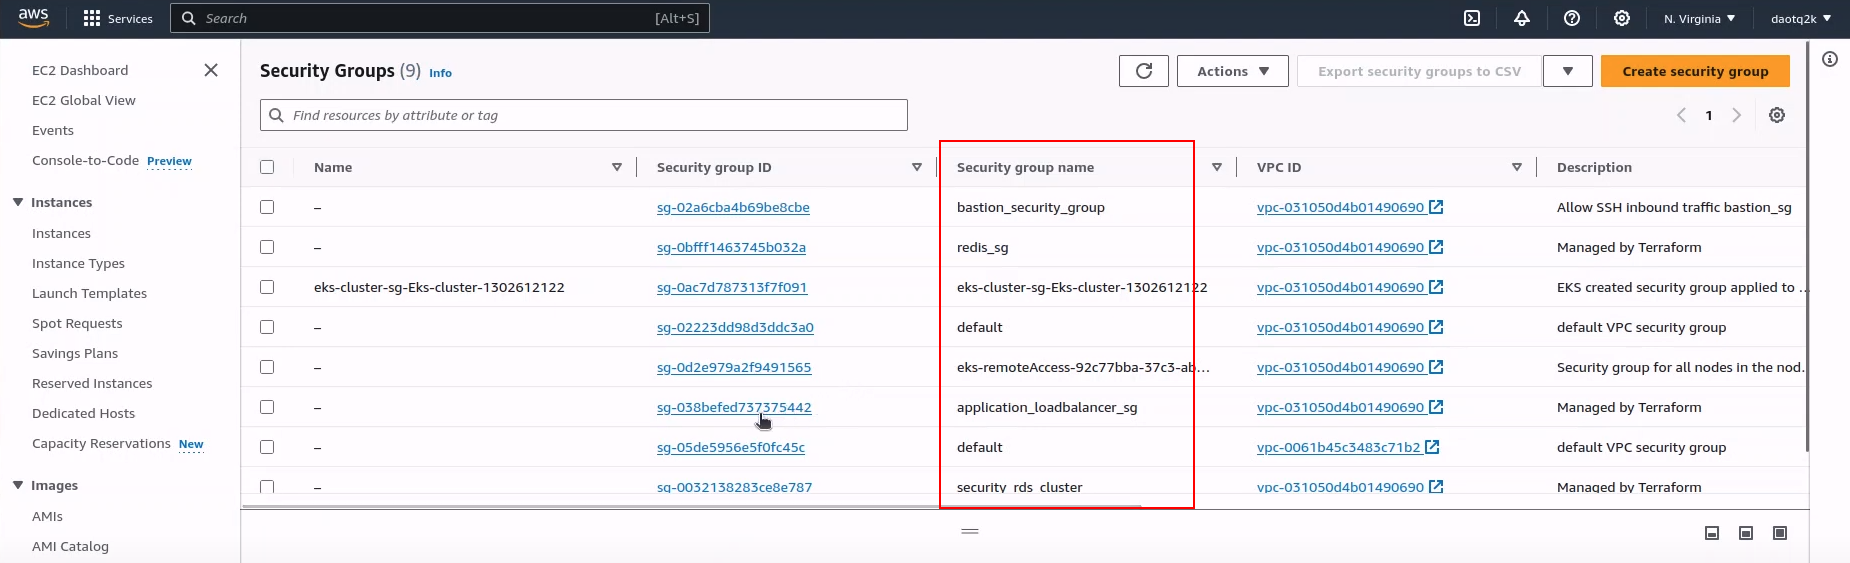 aws Services Search [Alt+S] N. Virginia daotq2k
EC2 Dashboard
EC2 Global View
Events
Console-to-Code Preview
Instances
Instances
Instance Types
Launch Templates
Spot Requests
Savings Plans
Reserved Instances
Dedicated Hosts
Capacity Reservations New
Images
AMIs
AMI Catalog
Security Groups (9) Info Actions Export security groups to CSV Create security group
Find resources by attribute or tag 1
Name Security group ID Security group name VPC ID Description
– sg-02a6cba4b69be8cbe bastion_security_group vpc-031050d4b01490690 Allow SSH inbound traffic bastion_sg
– sg-0bfff1463745b032a redis_sg vpc-031050d4b01490690 Managed by Terraform
eks-cluster-sg-Eks-cluster-1302612122 sg-0ac7d787313f7f091 eks-cluster-sg-Eks-cluster-1302612122 vpc-031050d4b01490690 EKS created security group applied to ...
– sg-02223dd98d3ddc3a0 default vpc-031050d4b01490690 default VPC security group
– sg-0d2e979a2f9491565 eks-remoteAccess-92c77bba-37c3-ab... vpc-031050d4b01490690 Security group for all nodes in the nod.
– sg-038befed737375442 application_loadbalancer_sg vpc-031050d4b01490690 Managed by Terraform
– sg-05de5956e5f0fc45c default vpc-0061b45c3483c71b2 default VPC security group
– sg-0032138283ce8e787 security_rds_cluster vpc-031050d4b01490690 Managed by Terraform